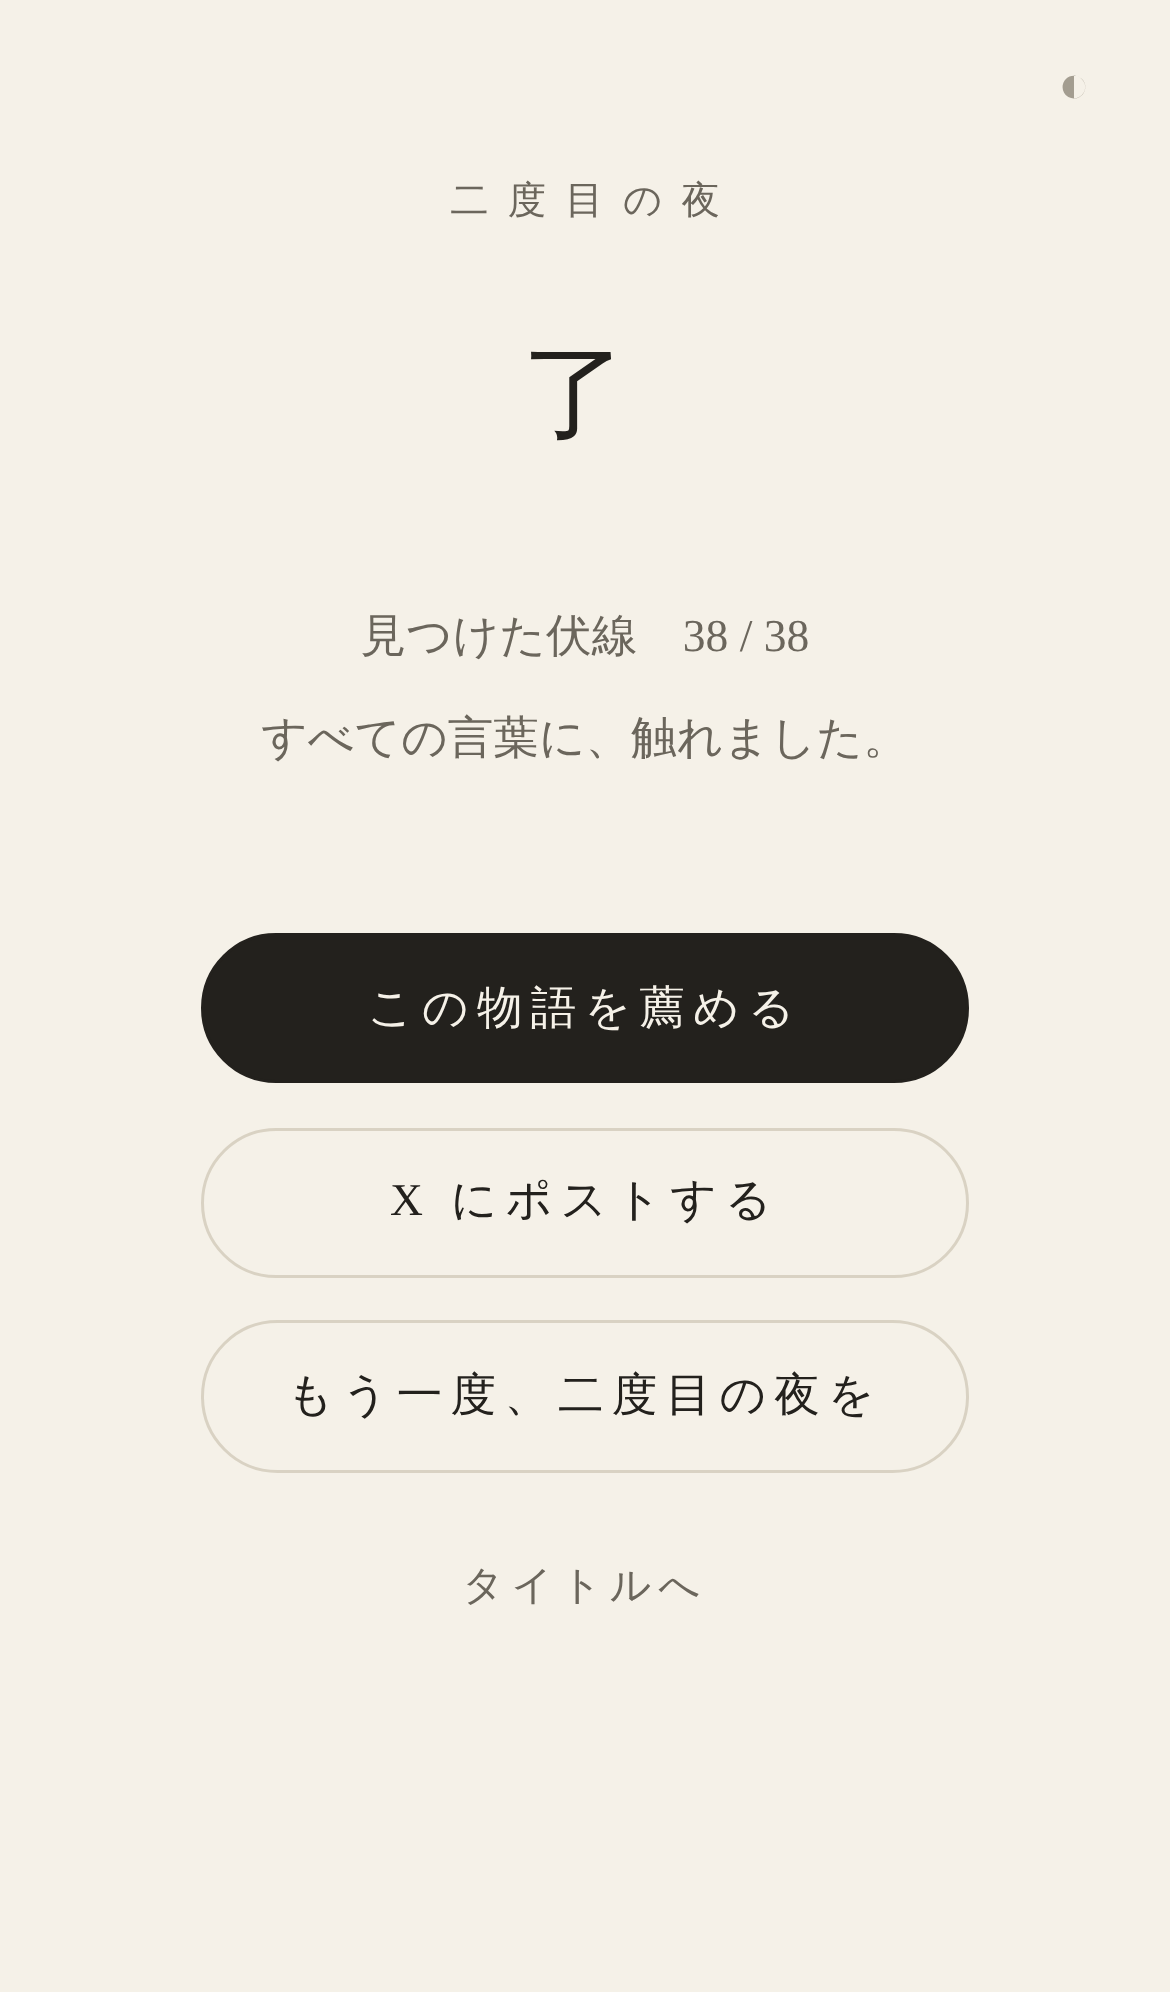 二度目の夜
了
見つけた伏線　38 / 38
すべての言葉に、触れました。
この物語を薦める
X にポストする
もう一度、二度目の夜を
タイトルへ